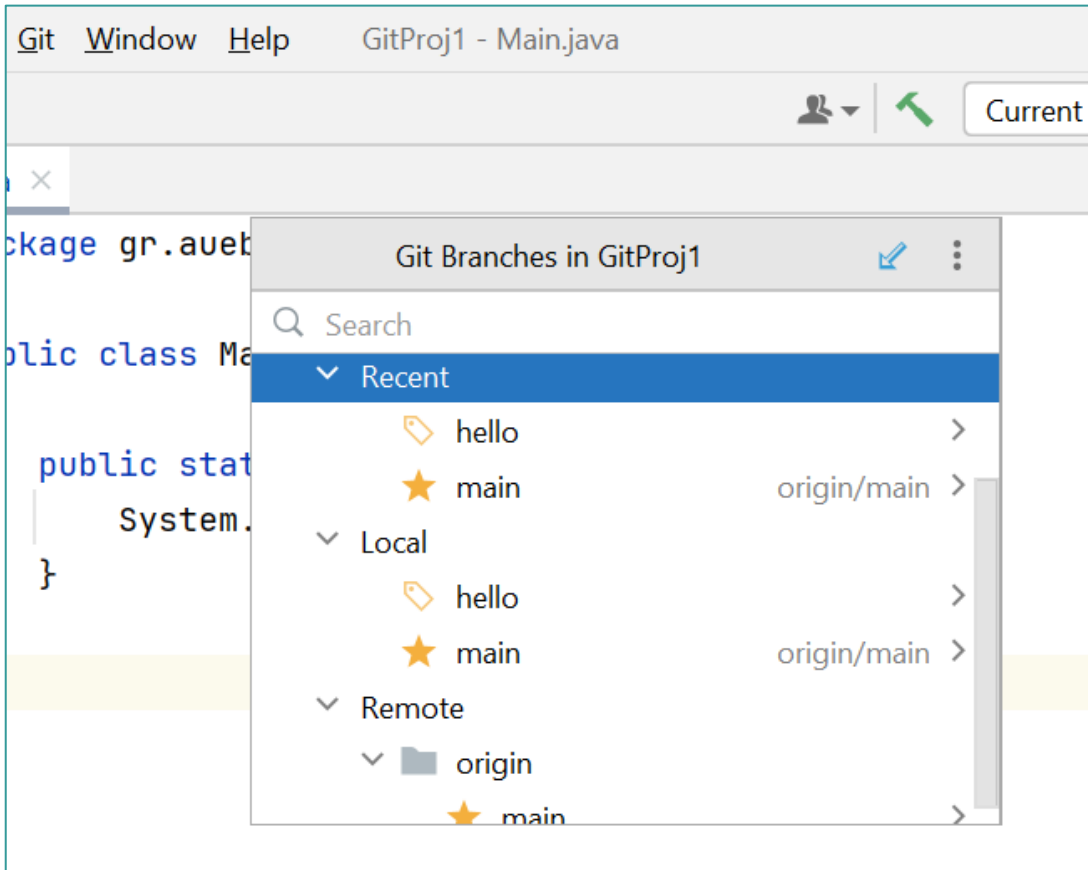 Git Window Help GitProj1 - Main.java
Current
ckage gr.aueb
Git Branches in GitProj1
Search
blic class Ma
Recent
hello
public stat
main origin/main
System.
Local
}
hello
main origin/main
Remote
origin
main